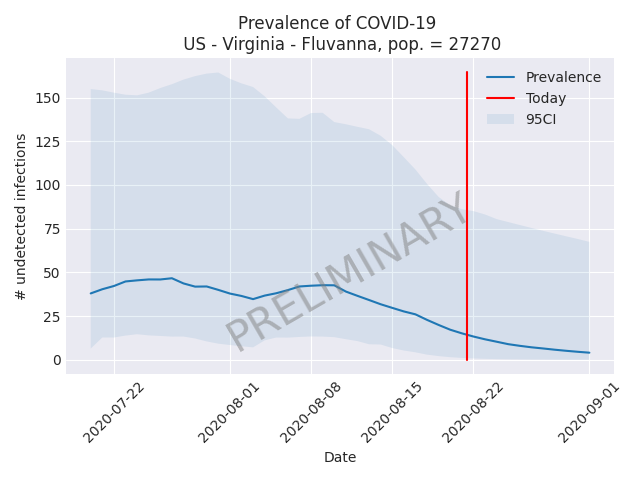 Prevalence of COVID-19
US - Virginia - Fluvanna, pop. = 27270
Prevalence
Today
95CI
# undetected infections
150
125
100
75
50
25
0
PRELIMINARY
2020-07-22
2020-08-01
2020-08-08
2020-08-15
2020-08-22
2020-09-01
Date